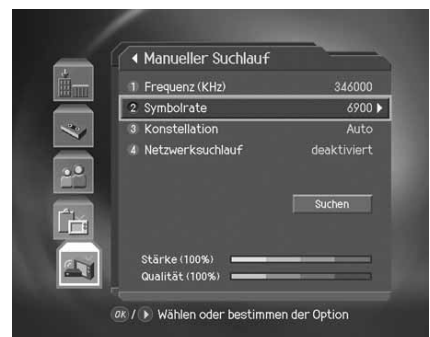 Manueller Suchlauf
1 Frequenz (KHz) 346000
2 Symbolrate 6900
3 Konstellation Auto
4 Netzwerksuchlauf deaktiviert
Suchen
Stärke (100%)
Qualität (100%)
OK / Wählen oder bestimmen der Option